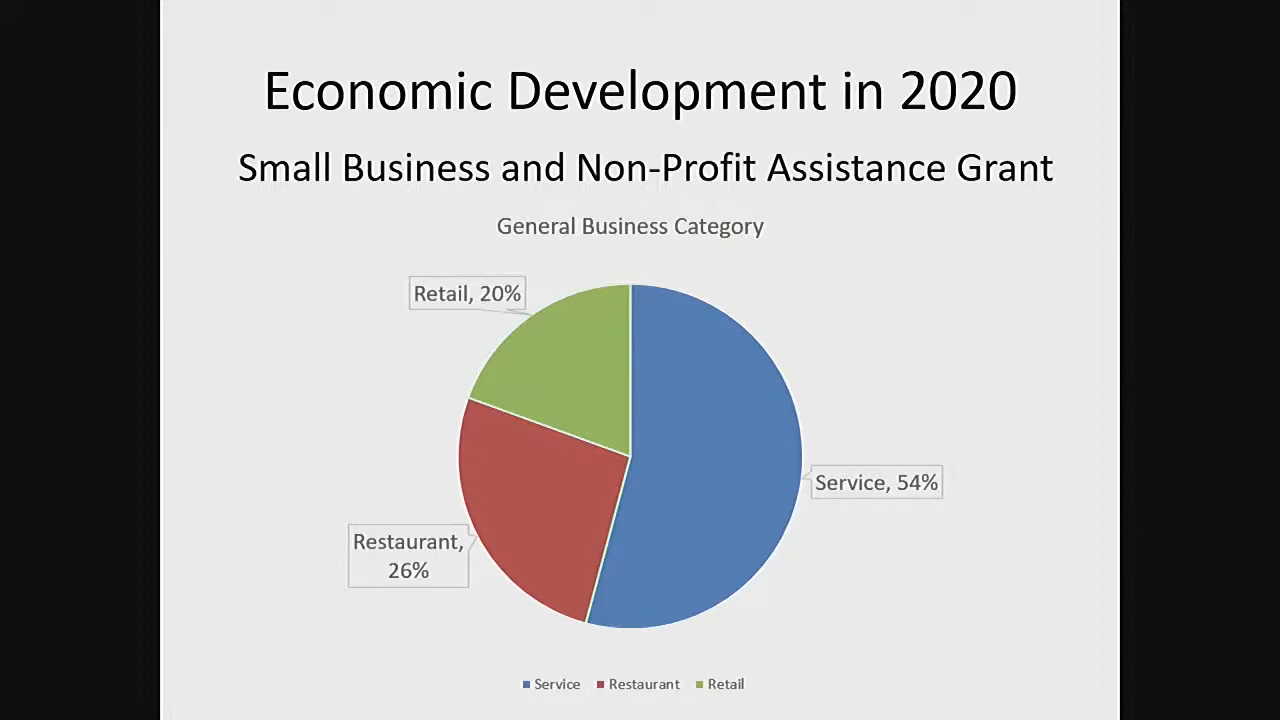 Economic Development in 2020
Small Business and Non-Profit Assistance Grant
General Business Category
Retail, 20%
Service, 54%
Restaurant,
26%
Service Restaurant Retail